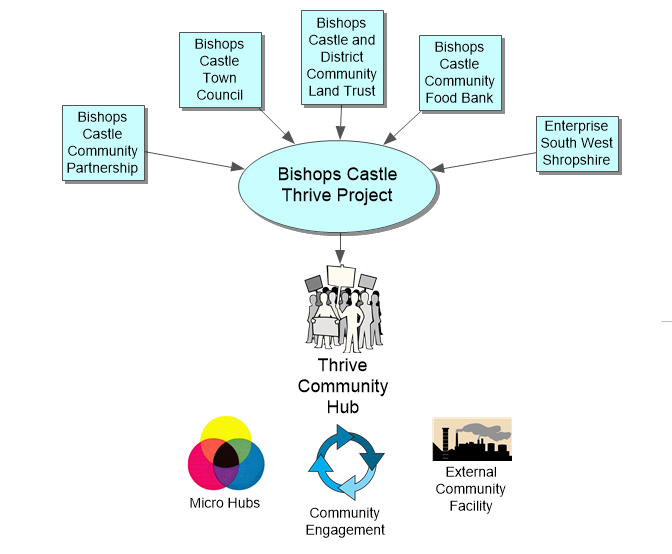 Bishops
Castle
Community
Partnership
Bishops
Castle
Town
Council
Bishops
Castle and
District
Community
Land Trust
Bishops
Castle
Community
Food Bank
Enterprise
South West
Shropshire
Bishops Castle
Thrive Project
Thrive
Community
Hub
Micro Hubs
Community
Engagement
External
Community
Facility